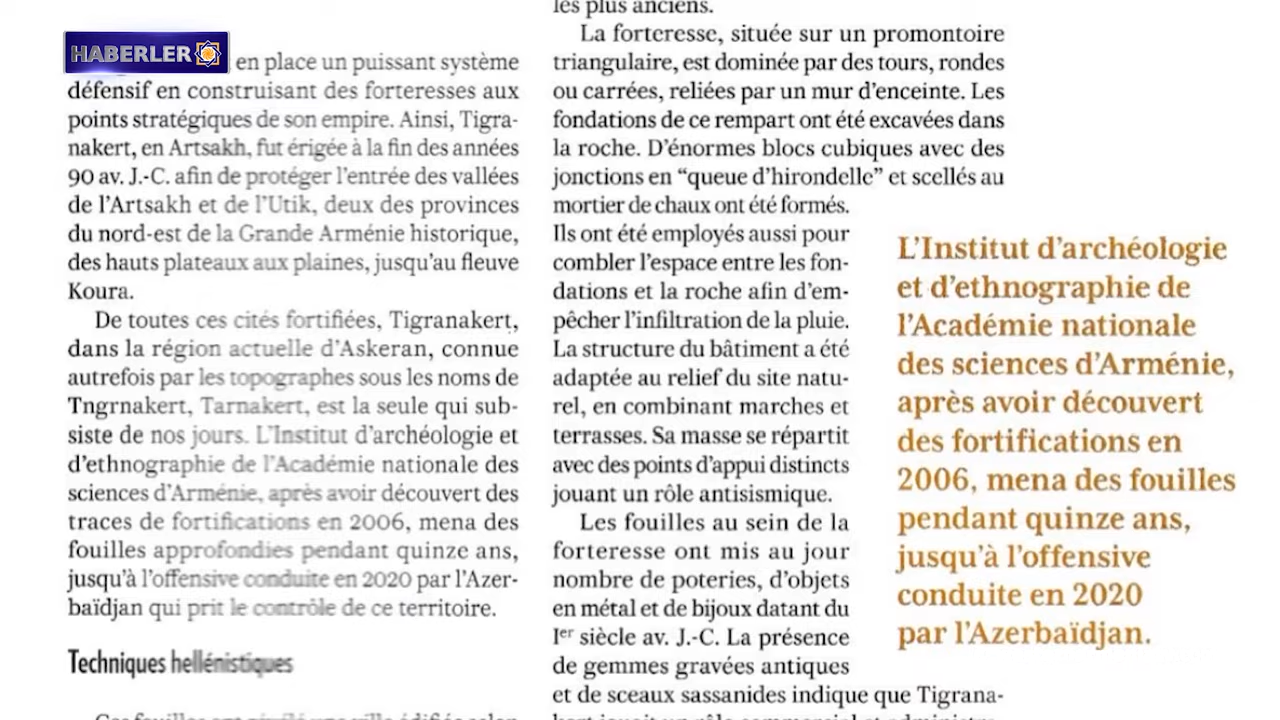 HABERLER
en place un puissant système
défensif en construisant des forteresses aux
points stratégiques de son empire. Ainsi, Tigra-
nakert, en Artsakh, fut érigée à la fin des années
90 av. J.-C. afin de protéger l'entrée des vallées
de l'Artsakh et de l'Utik, deux des provinces
du nord-est de la Grande Arménie historique,
des hauts plateaux aux plaines, jusqu'au fleuve
Koura.
De toutes ces cités fortifiées, Tigranakert,
dans la région actuelle d'Askeran, connue
autrefois par les topographes sous les noms de
Tngrnakert, Tarnakert, est la seule qui sub-
siste de nos jours. L'Institut d'archéologie et
d'ethnographie de l'Académie nationale des
sciences d'Arménie, après avoir découvert des
traces de fortifications en 2006, mena des
fouilles approfondies pendant quinze ans,
jusqu'à l'offensive conduite en 2020 par l'Azer-
baïdjan qui prit le contrôle de ce territoire.
Techniques hellénistiques
les plus anciens.
La forteresse, située sur un promontoire
triangulaire, est dominée par des tours, rondes
ou carrées, reliées par un mur d'enceinte. Les
fondations de ce rempart ont été excavées dans
la roche. D'énormes blocs cubiques avec des
jonctions en “queue d'hirondelle” et scellés au
mortier de chaux ont été formés.
Ils ont été employés aussi pour
combler l'espace entre les fon-
dations et la roche afin d'em-
pêcher l'infiltration de la pluie.
La structure du bâtiment a été
adaptée au relief du site natu-
rel, en combinant marches et
terrasses. Sa masse se répartit
avec des points d'appui distincts
jouant un rôle antisismique.
Les fouilles au sein de la
forteresse ont mis au jour
nombre de poteries, d'objets
en métal et de bijoux datant du
Ier siècle av. J.-C. La présence
de gemmes gravées antiques
et de sceaux sassanides indique que Tigrana-
L'Institut d'archéologie
et d'ethnographie de
l'Académie nationale
des sciences d'Arménie,
après avoir découvert
des fortifications en
2006, mena des fouilles
pendant quinze ans,
jusqu'à l'offensive
conduite en 2020
par l'Azerbaïdjan.